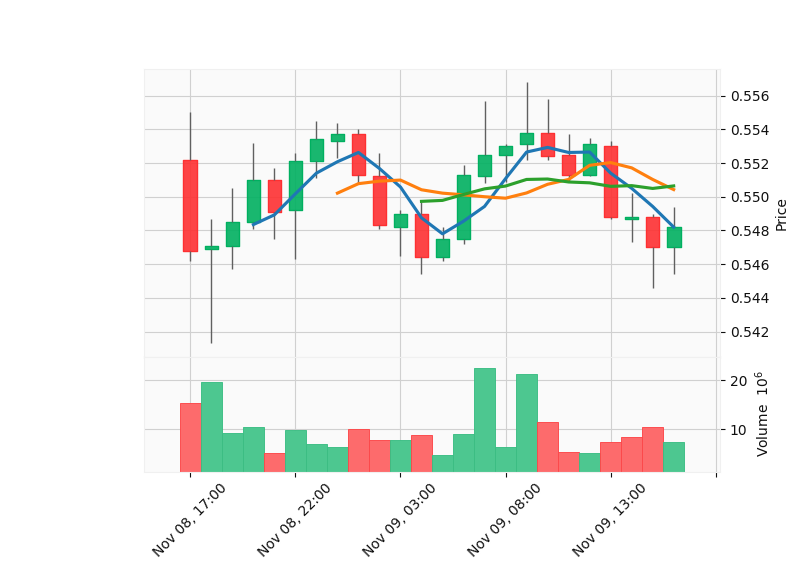 0.556
0.554
0.552
0.550
0.548
0.546
0.544
0.542
Price
20
10
Volume 10^6
Nov 08, 17:00
Nov 08, 22:00
Nov 09, 03:00
Nov 09, 08:00
Nov 09, 13:00